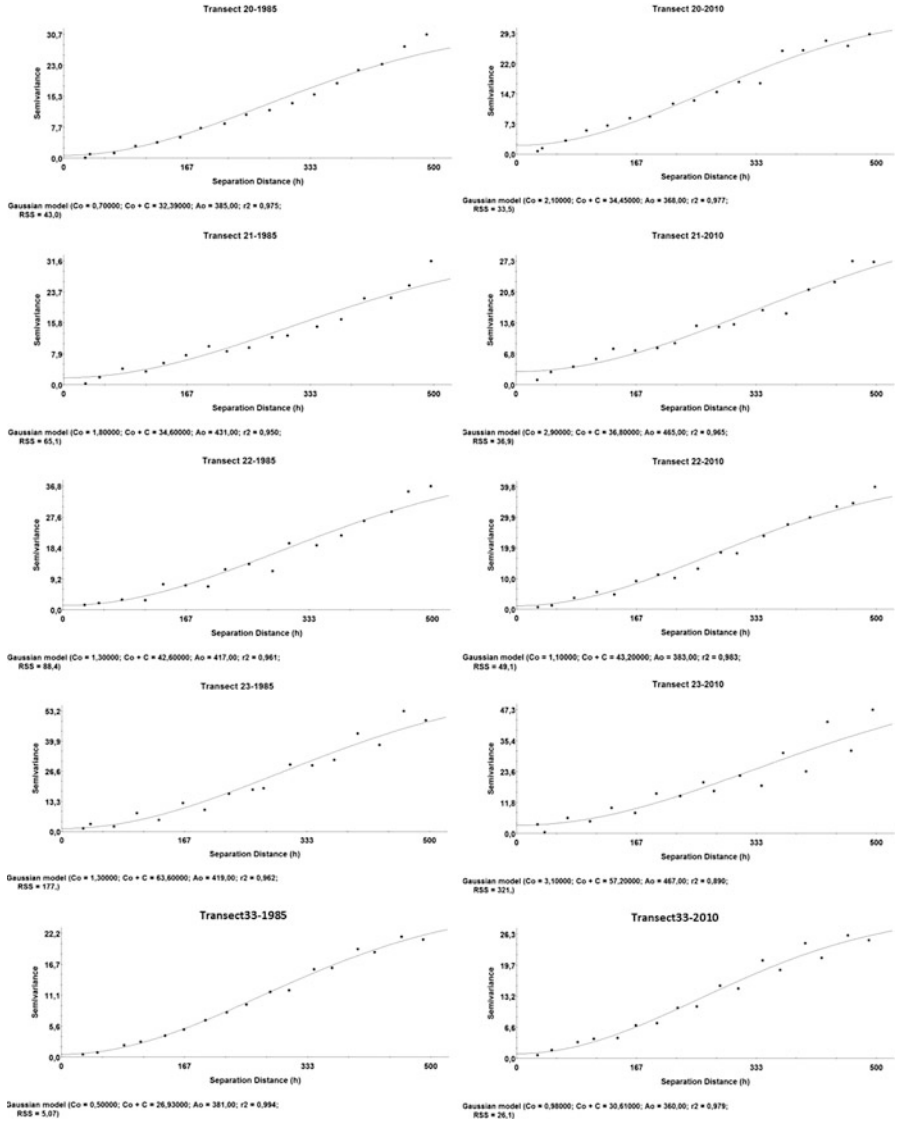 Transect 20-1985
30,7
23,0
15,3
7,7
0,0
Semivariance
0 167 333 500
Separation Distance (h)
Gaussian model (Co = 0,70000; Co + C = 32,39000; Ao = 385,00; r2 = 0,975;
RSS = 43,0)
Transect 20-2010
29,3
22,0
14,7
7,3
0,0
Semivariance
0 167 333 500
Separation Distance (h)
Gaussian model (Co = 2,10000; Co + C = 34,45000; Ao = 368,00; r2 = 0,977;
RSS = 33,5)
Transect 21-1985
31,6
23,7
15,8
7,9
0,0
Semivariance
0 167 333 500
Separation Distance (h)
Gaussian model (Co = 1,80000; Co + C = 34,60000; Ao = 431,00; r2 = 0,950;
RSS = 65,1)
Transect 21-2010
27,3
20,5
13,6
6,8
0,0
Semivariance
0 167 333 500
Separation Distance (h)
Gaussian model (Co = 2,90000; Co + C = 36,80000; Ao = 465,00; r2 = 0,965;
RSS = 36,9)
Transect 22-1985
36,8
27,6
18,4
9,2
0,0
Semivariance
0 167 333 500
Separation Distance (h)
Gaussian model (Co = 1,30000; Co + C = 42,60000; Ao = 417,00; r2 = 0,961;
RSS = 88,4)
Transect 22-2010
39,8
29,9
19,9
10,0
0,0
Semivariance
0 167 333 500
Separation Distance (h)
Gaussian model (Co = 1,10000; Co + C = 43,20000; Ao = 383,00; r2 = 0,983;
RSS = 49,1)
Transect 23-1985
53,2
39,9
26,6
13,3
0,0
Semivariance
0 167 333 500
Separation Distance (h)
Gaussian model (Co = 1,30000; Co + C = 63,60000; Ao = 419,00; r2 = 0,962;
RSS = 177,)
Transect 23-2010
47,3
35,4
23,6
11,8
0,0
Semivariance
0 167 333 500
Separation Distance (h)
Gaussian model (Co = 3,10000; Co + C = 57,20000; Ao = 467,00; r2 = 0,890;
RSS = 321,)
Transect33-1985
22,2
16,7
11,1
5,6
0,0
Semivariance
0 167 333 500
Separation Distance (h)
Gaussian model (Co = 0,50000; Co + C = 26,93000; Ao = 381,00; r2 = 0,994;
RSS = 5,07)
Transect33-2010
26,3
19,7
13,2
6,6
0,0
Semivariance
0 167 333 500
Separation Distance (h)
Gaussian model (Co = 0,98000; Co + C = 30,61000; Ao = 360,00; r2 = 0,979;
RSS = 26,1)